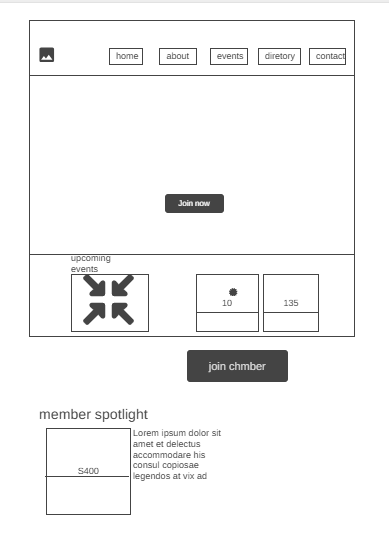 home about events diretory contact
Join now
upcoming
events
10 135
join chmber
member spotlight
Lorem ipsum dolor sit
amet et delectus
accommodare his
consul copiosae
legendos at vix ad
S400